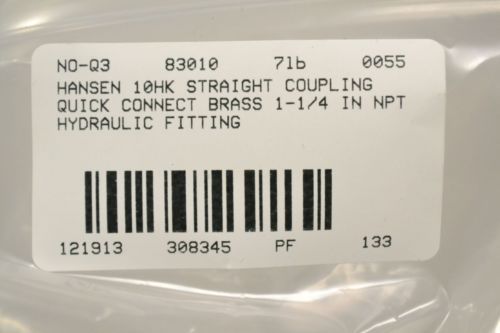 NO-Q3 83010 7lb 0055
HANSEN 10HK STRAIGHT COUPLING
QUICK CONNECT BRASS 1-1/4 IN NPT
HYDRAULIC FITTING
121913 308345 PF 133